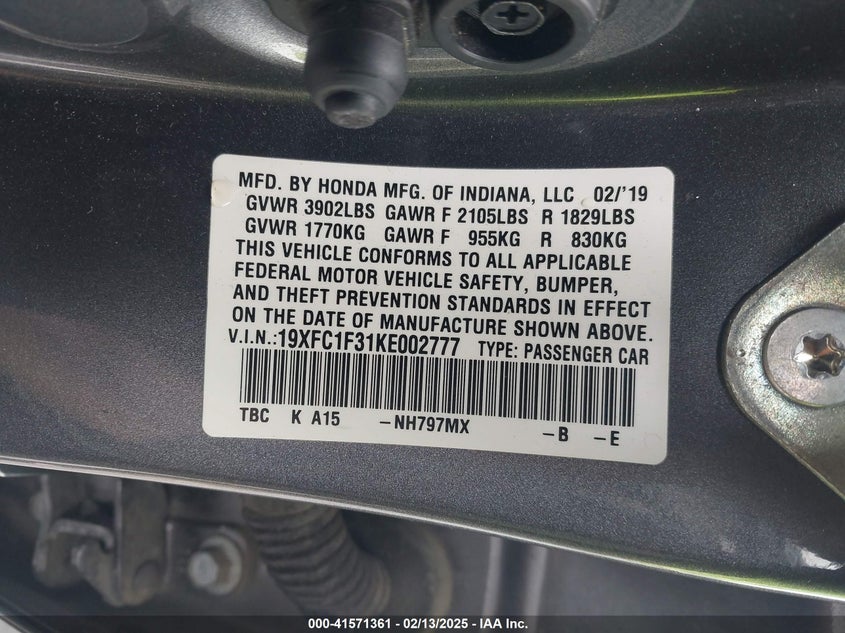 MFD. BY HONDA MFG. OF INDIANA, LLC 02/'19
GVWR 3902LBS GAWR F 2105LBS R 1829LBS
GVWR 1770KG GAWR F 955KG R 830KG
THIS VEHICLE CONFORMS TO ALL APPLICABLE
FEDERAL MOTOR VEHICLE SAFETY, BUMPER,
AND THEFT PREVENTION STANDARDS IN EFFECT
ON THE DATE OF MANUFACTURE SHOWN ABOVE.
V.I.N.:19XFC1F31KE002777 TYPE: PASSENGER CAR
TBC K A15 -NH797MX -B -E
000-41571361 - 02/13/2025 - IAA Inc.